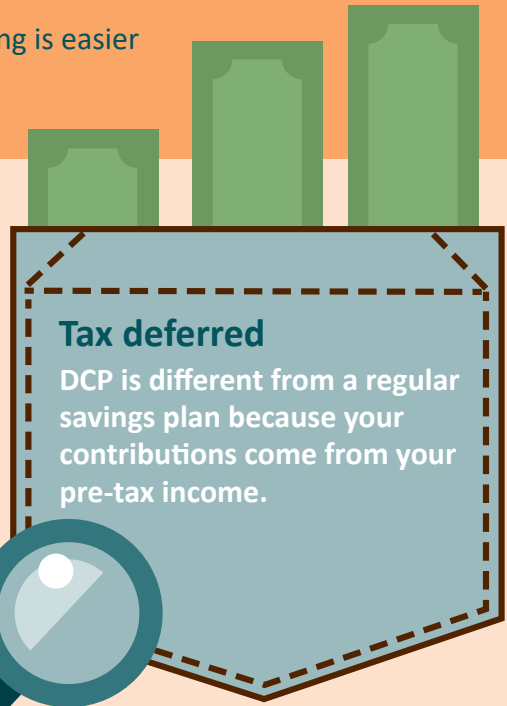 is easier
Tax deferred
DCP is different from a regular
savings plan because your
contributions come from your
pre-tax income.